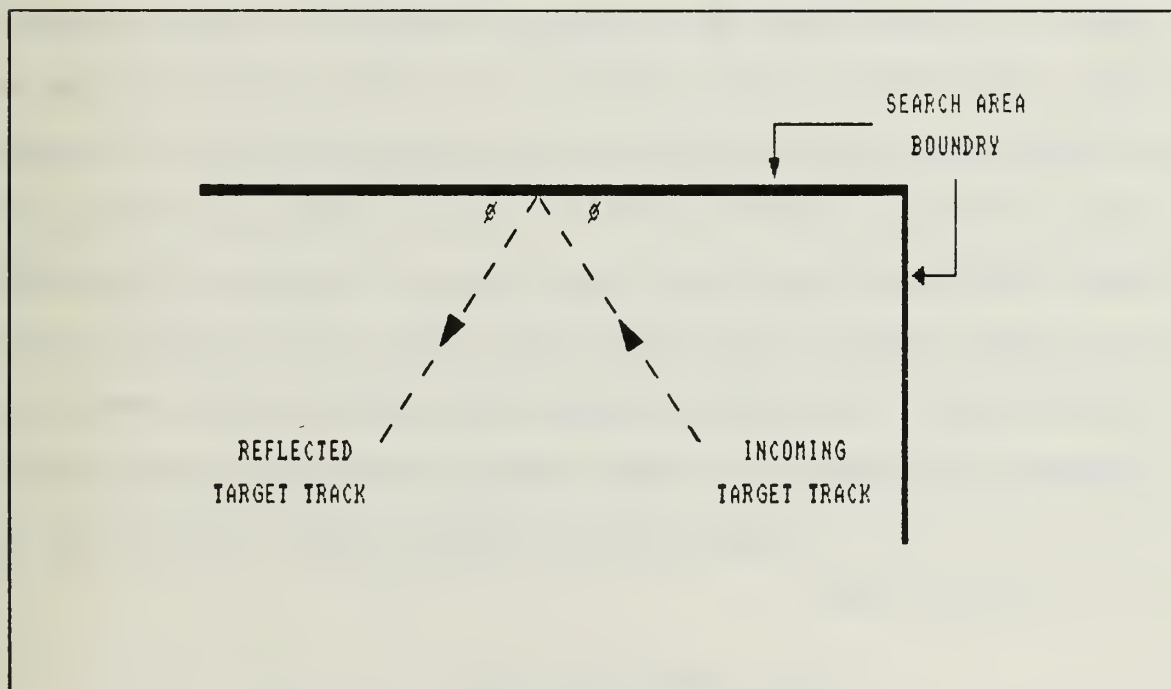 SEARCH AREA
BOUNDRY
ø ø
REFLECTED
TARGET TRACK
INCOMING
TARGET TRACK